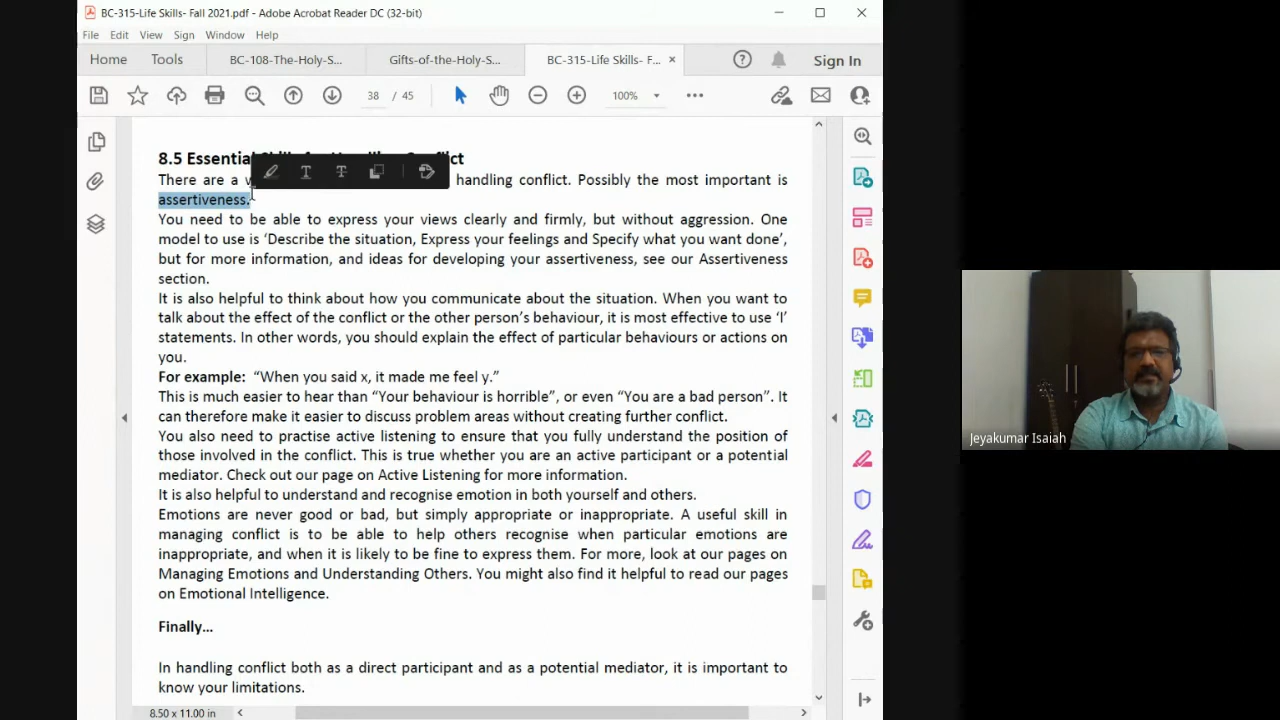 BC-315-Life Skills- Fall 2021.pdf - Adobe Acrobat Reader DC (32-bit)
File Edit View Sign Window Help
Home Tools BC-108-The-Holy-S... Gifts-of-the-Holy-S... BC-315-Life Skills- F... × Sign In
38 / 45 100%
8.5 Essential
There are a handling conflict. Possibly the most important is
assertiveness.
You need to be able to express your views clearly and firmly, but without aggression. One
model to use is ‘Describe the situation, Express your feelings and Specify what you want done’,
but for more information, and ideas for developing your assertiveness, see our Assertiveness
section.
It is also helpful to think about how you communicate about the situation. When you want to
talk about the effect of the conflict or the other person’s behaviour, it is most effective to use ‘I’
statements. In other words, you should explain the effect of particular behaviours or actions on
you.
For example: “When you said x, it made me feel y.”
This is much easier to hear than “Your behaviour is horrible”, or even “You are a bad person”. It
can therefore make it easier to discuss problem areas without creating further conflict.
You also need to practise active listening to ensure that you fully understand the position of
those involved in the conflict. This is true whether you are an active participant or a potential
mediator. Check out our page on Active Listening for more information.
It is also helpful to understand and recognise emotion in both yourself and others.
Emotions are never good or bad, but simply appropriate or inappropriate. A useful skill in
managing conflict is to be able to help others recognise when particular emotions are
inappropriate, and when it is likely to be fine to express them. For more, look at our pages on
Managing Emotions and Understanding Others. You might also find it helpful to read our pages
on Emotional Intelligence.
Finally…
In handling conflict both as a direct participant and as a potential mediator, it is important to
know your limitations.
8.50 x 11.00 in
Jeyakumar Isaiah